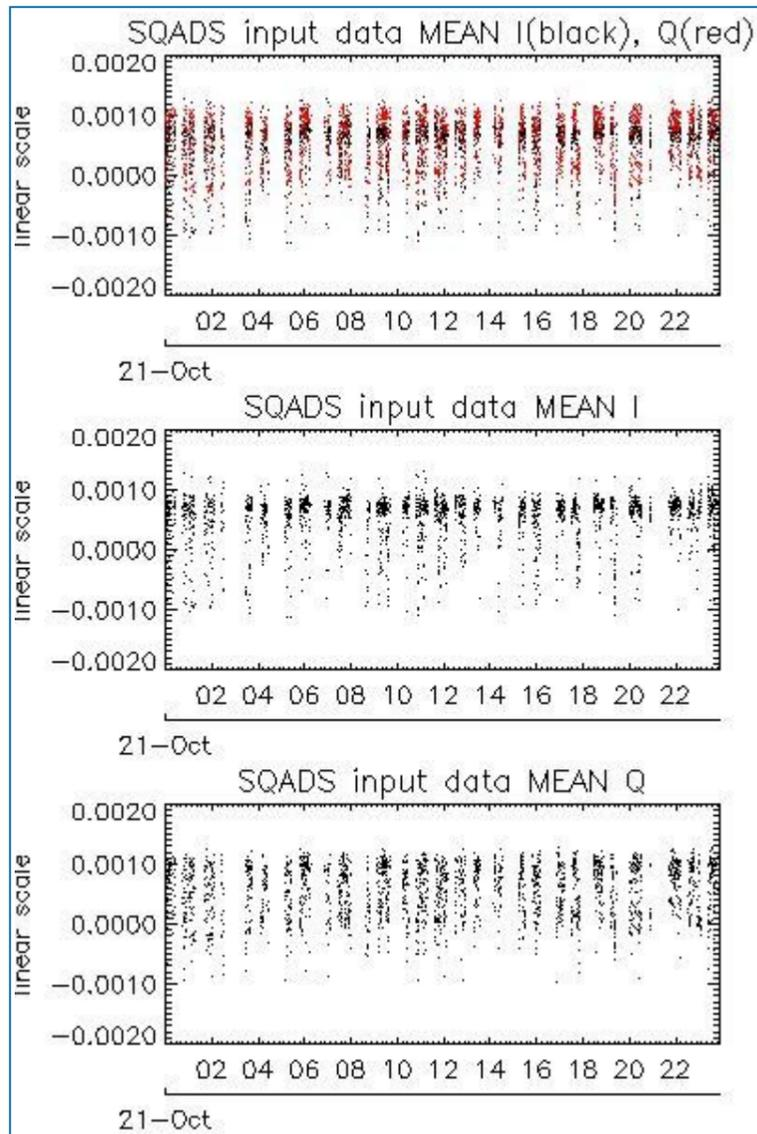 SQADS input data MEAN I(black), Q(red)
0.0020
0.0010
0.0000
−0.0010
−0.0020
linear scale
02 04 06 08 10 12 14 16 18 20 22
21−Oct
SQADS input data MEAN I
0.0020
0.0010
0.0000
−0.0010
−0.0020
linear scale
02 04 06 08 10 12 14 16 18 20 22
21−Oct
SQADS input data MEAN Q
0.0020
0.0010
0.0000
−0.0010
−0.0020
linear scale
02 04 06 08 10 12 14 16 18 20 22
21−Oct